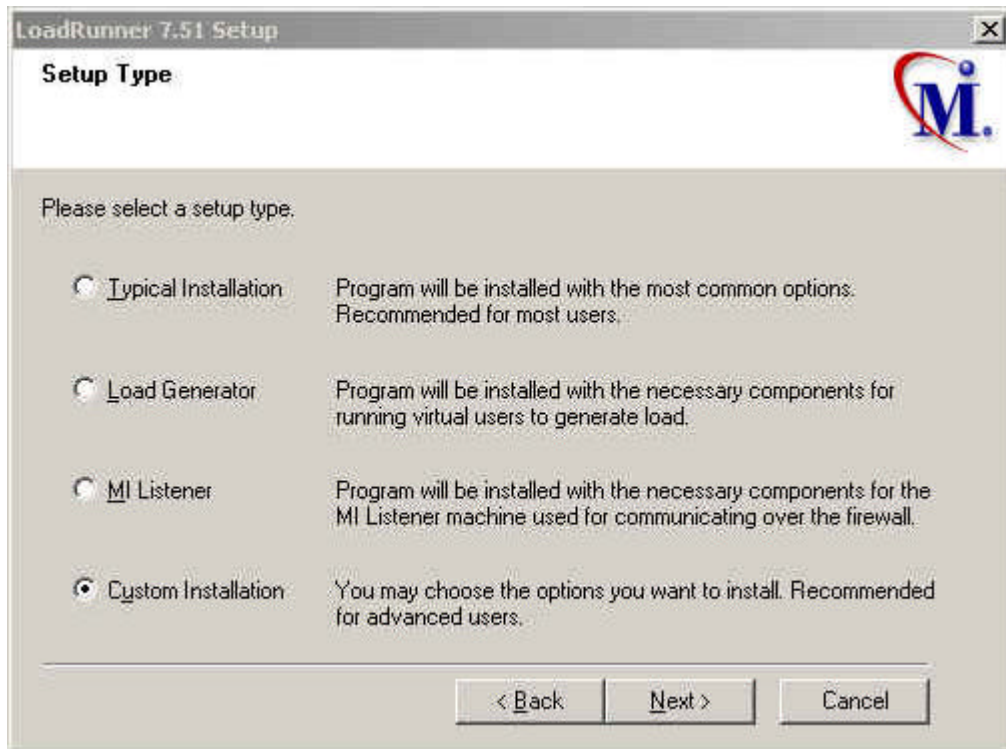 LoadRunner 7.51 Setup
Setup Type
M.
Please select a setup type.
Typical Installation
Program will be installed with the most common options.
Recommended for most users.
Load Generator
Program will be installed with the necessary components for
running virtual users to generate load.
MI Listener
Program will be installed with the necessary components for the
MI Listener machine used for communicating over the firewall.
Custom Installation
You may choose the options you want to install. Recommended
for advanced users.
< Back
Next >
Cancel